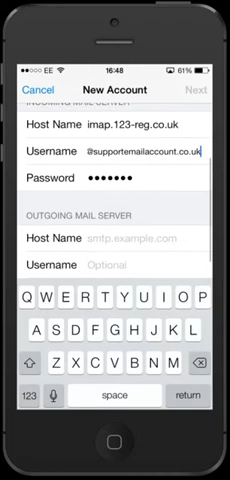 EE 16:48 61%
Cancel New Account Next
INCOMING MAIL SERVER
Host Name imap.123-reg.co.uk
Username @supportemailaccount.co.uk
Password •••••••
OUTGOING MAIL SERVER
Host Name smtp.example.com
Username Optional
Q W E R T Y U I O P
A S D F G H J K L
Z X C V B N M
123 space return